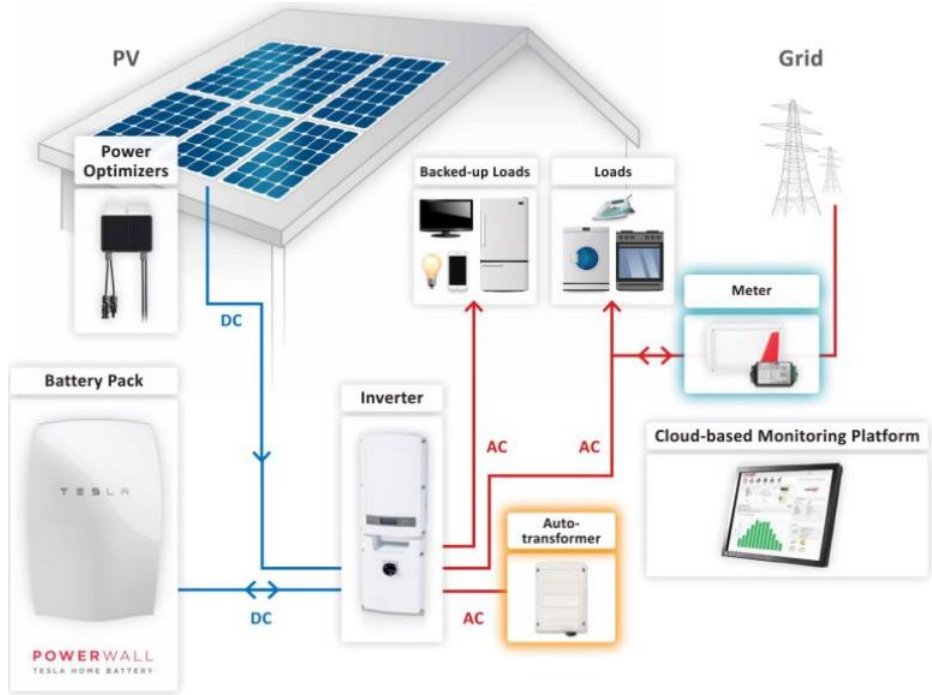 PV
Grid
Power
Optimizers
Backed-up Loads
Loads
Meter
DC
Battery Pack
Inverter
AC
AC
Cloud-based Monitoring Platform
TESLA
Auto-
transformer
DC
AC
POWERWALL
TESLA HOME BATTERY